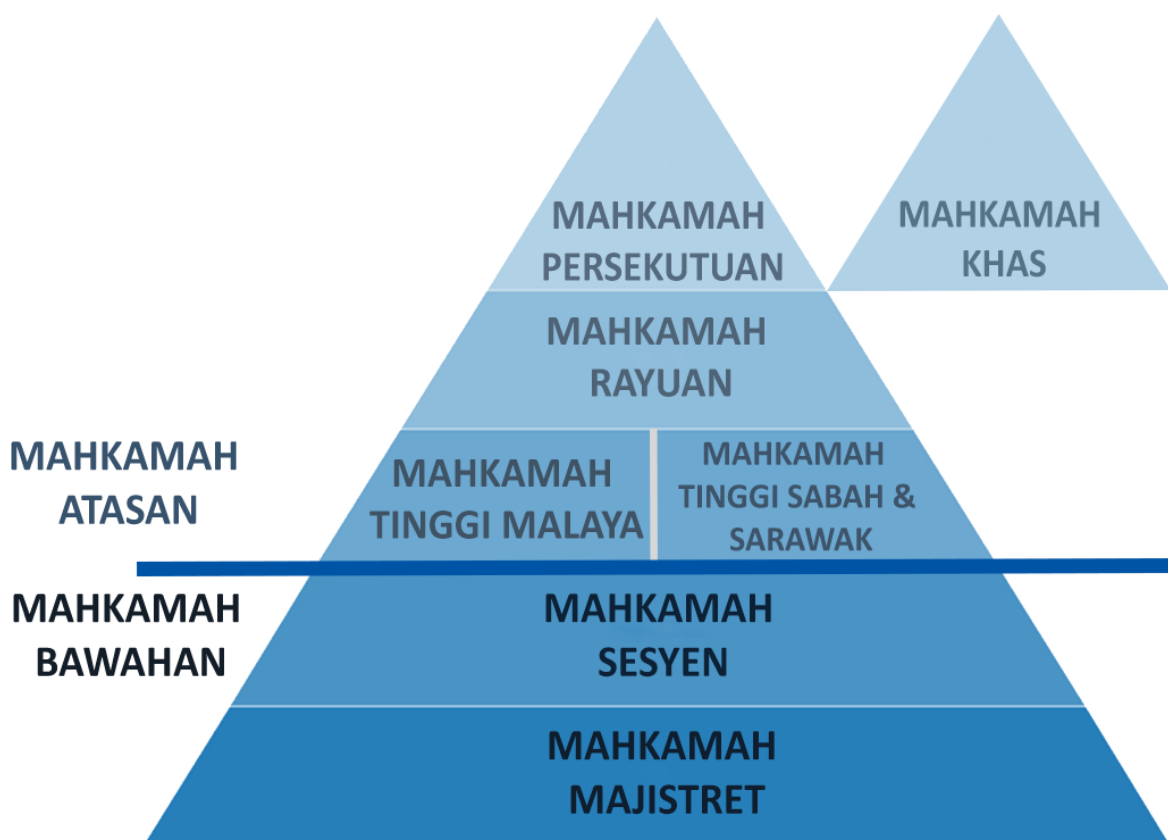 MAHKAMAH
PERSEKUTUAN
MAHKAMAH
KHAS
MAHKAMAH
RAYUAN
MAHKAMAH
ATASAN
MAHKAMAH
TINGGI MALAYA
MAHKAMAH
TINGGI SABAH &
SARAWAK
MAHKAMAH
BAWAHAN
MAHKAMAH
SESYEN
MAHKAMAH
MAJISTRET